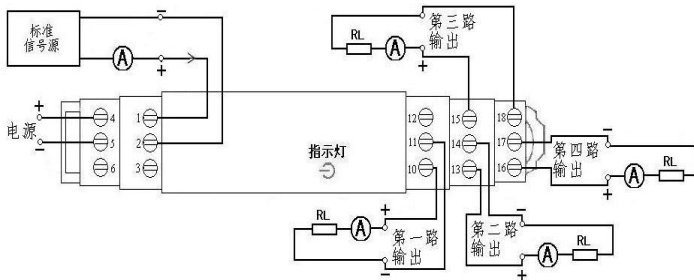 标准
信号源
A
−
+
RL
A
第三路
输出
−
+
电源
+
−
4
5
6
1
2
3
指示灯
12
11
10
15
14
13
18
17
16
第四路
输出
−
+
A
RL
RL
A
+
−
第一路
输出
第二路
输出
−
+
A
RL